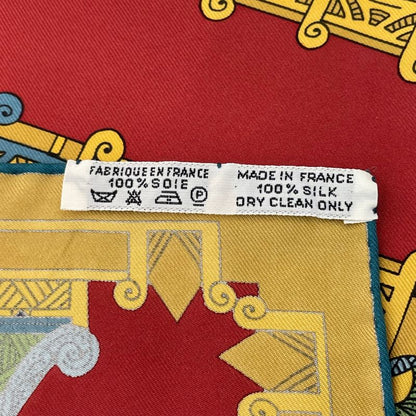 FABRIQUE EN FRANCE
100% SOIE
P
MADE IN FRANCE
100% SILK
DRY CLEAN ONLY